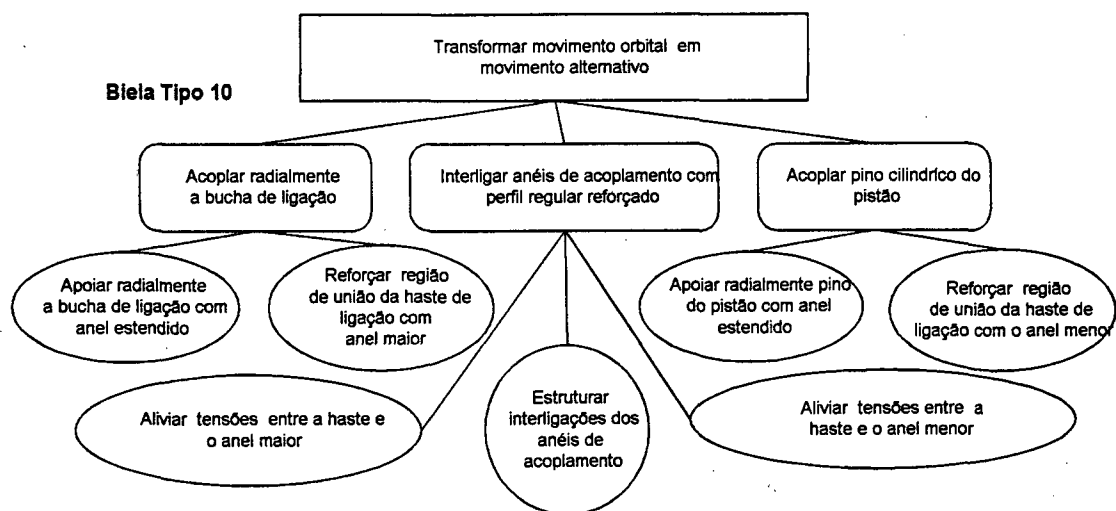 Transformar movimento orbital em
movimento alternativo
Biela Tipo 10
Acoplar radialmente
a bucha de ligação
Interligar anéis de acoplamento com
perfil regular reforçado
Acoplar pino cilindríco do
pistão
Apoiar radialmente
a bucha de ligação com
anel estendido
Reforçar região
de união da haste de
ligação com
anel maior
Apoiar radialmente pino
do pistão com anel
estendido
Reforçar região
de união da haste de
ligação com o anel menor
Aliviar tensões entre a haste e
o anel maior
Estruturar
interligações dos
anéis de
acoplamento
Aliviar tensões entre a
haste e o anel menor